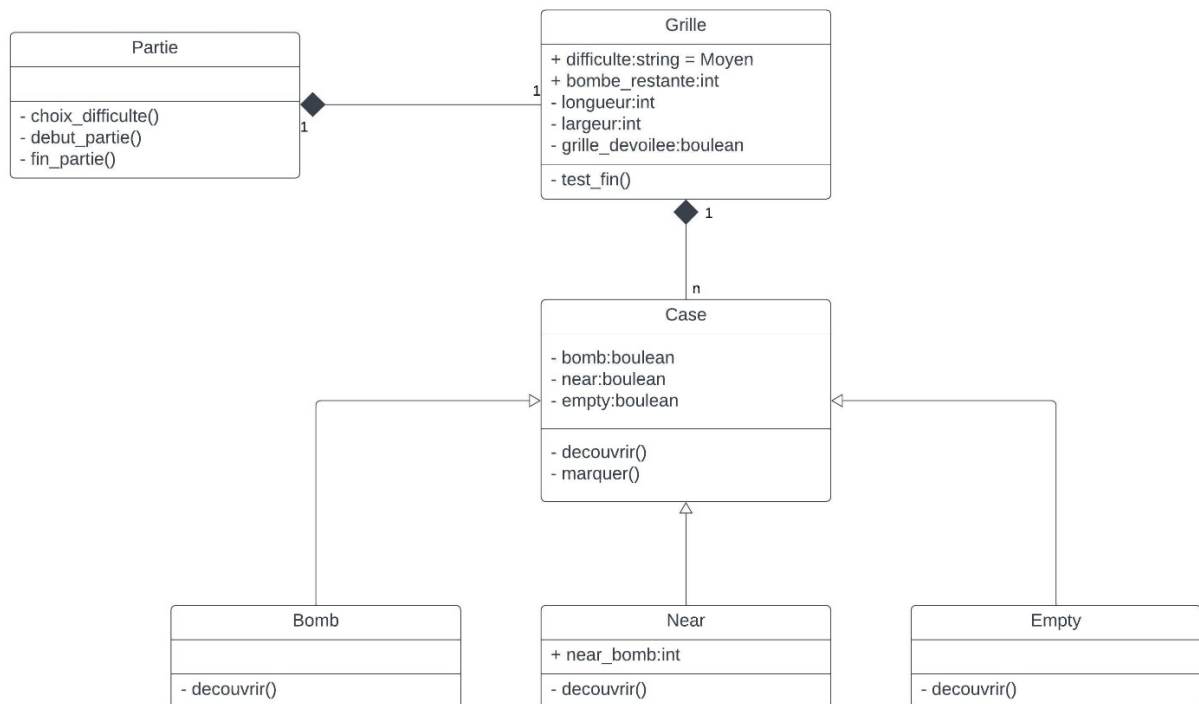 Partie
- choix_difficulte()
- debut_partie()
- fin_partie()
1
1
Grille
+ difficulte:string = Moyen
+ bombe_restante:int
- longueur:int
- largeur:int
- grille_devoilee:boulean
- test_fin()
1
n
Case
- bomb:boulean
- near:boulean
- empty:boulean
- decouvrir()
- marquer()
Bomb
- decouvrir()
Near
+ near_bomb:int
- decouvrir()
Empty
- decouvrir()